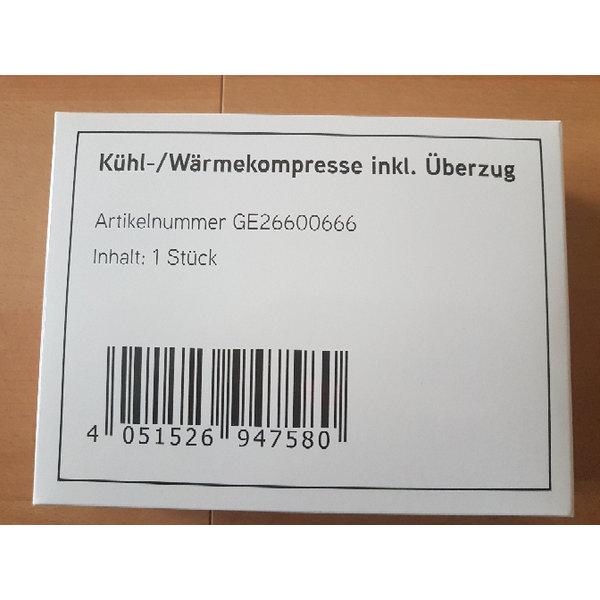 Kühl-/Wärmekompresse inkl. Überzug
Artikelnummer GE26600666
Inhalt: 1 Stück
4 051526 947580